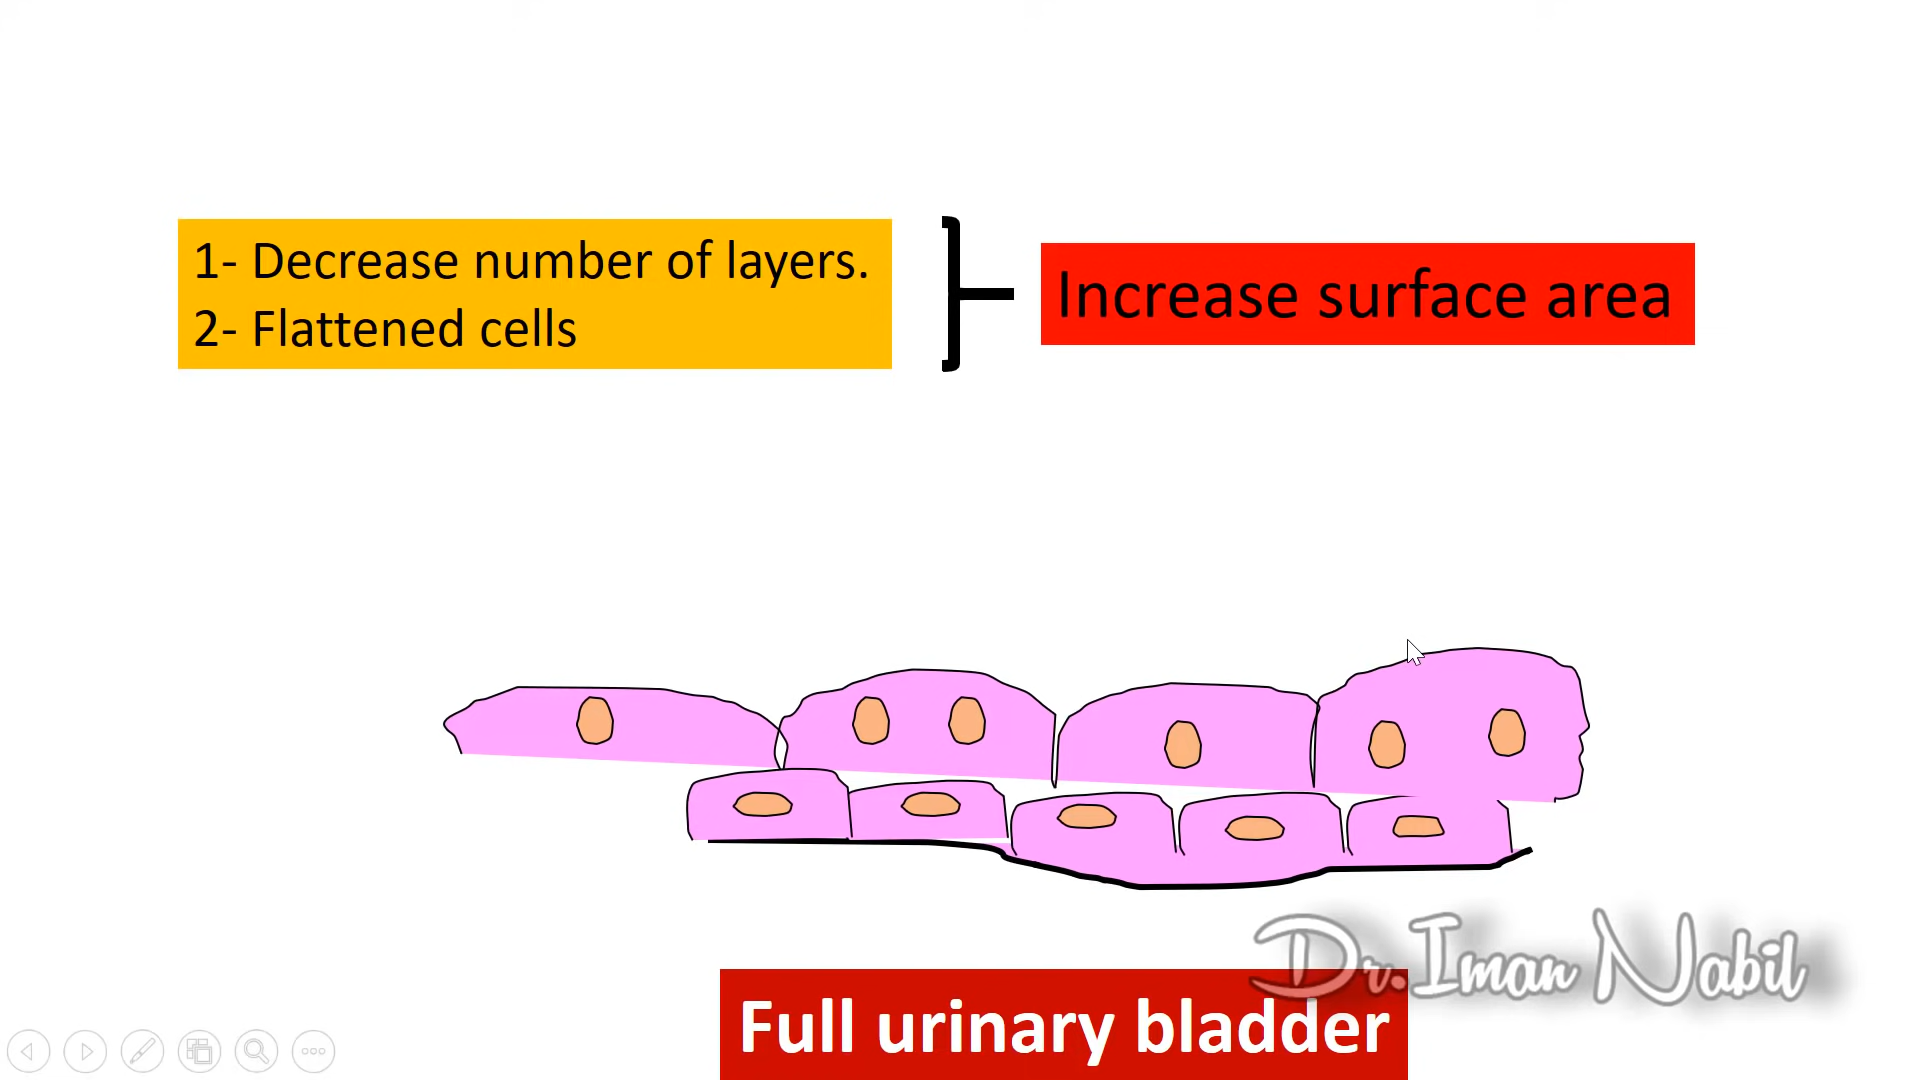 1- Decrease number of layers.
2- Flattened cells
Increase surface area
Dr.Iman Nabil
Full urinary bladder